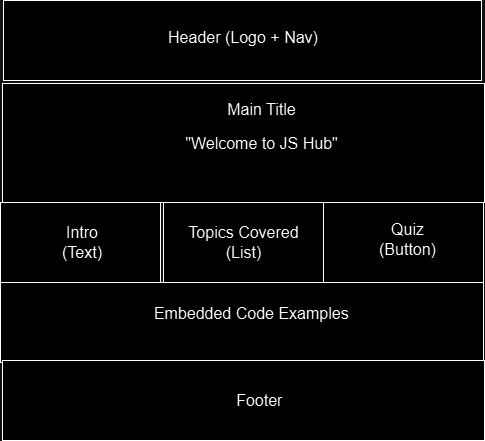 Header (Logo + Nav)
Main Title
"Welcome to JS Hub"
Intro
(Text)
Topics Covered
(List)
Quiz
(Button)
Embedded Code Examples
Footer